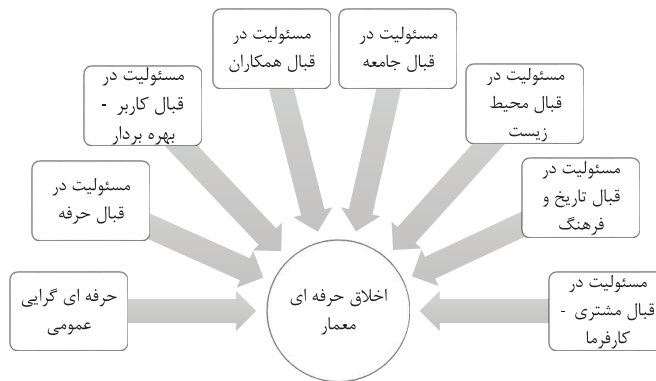 مسئولیت در
قبال جامعه
مسئولیت در
قبال همکاران
مسئولیت در
قبال محیط
زیست
مسئولیت در
قبال کاربر -
بهره بردار
مسئولیت در
قبال تاریخ و
فرهنگ
مسئولیت در
قبال حرفه
مسئولیت در
قبال مشتری -
کارفرما
اخلاق حرفه ای
معمار
حرفه ای گرایی
عمومی